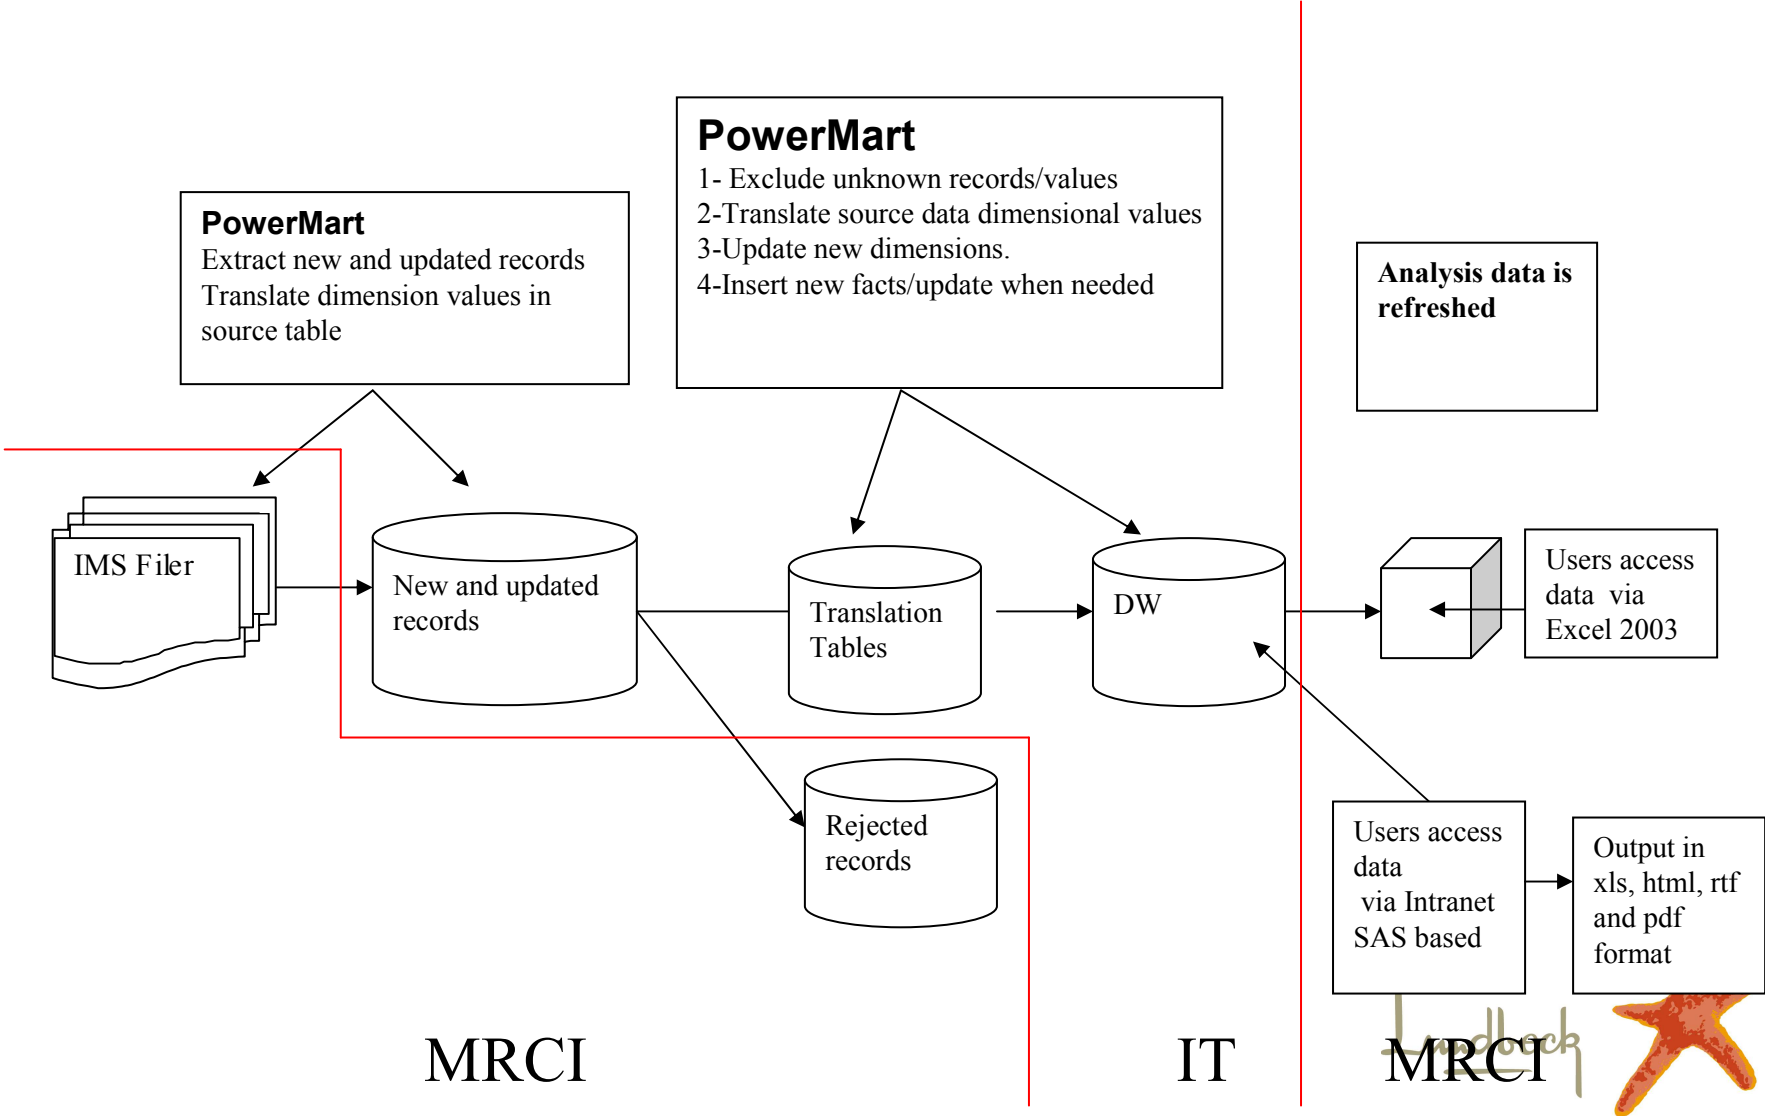 PowerMart
Extract new and updated records
Translate dimension values in
source table
PowerMart
1- Exclude unknown records/values
2-Translate source data dimensional values
3-Update new dimensions.
4-Insert new facts/update when needed
Analysis data is
refreshed
IMS Filer
New and updated
records
Translation
Tables
DW
Users access
data via
Excel 2003
Rejected
records
Users access
data
via Intranet
SAS based
Output in
xls, html, rtf
and pdf
format
MRCI
IT
MRCI
Lundbeck